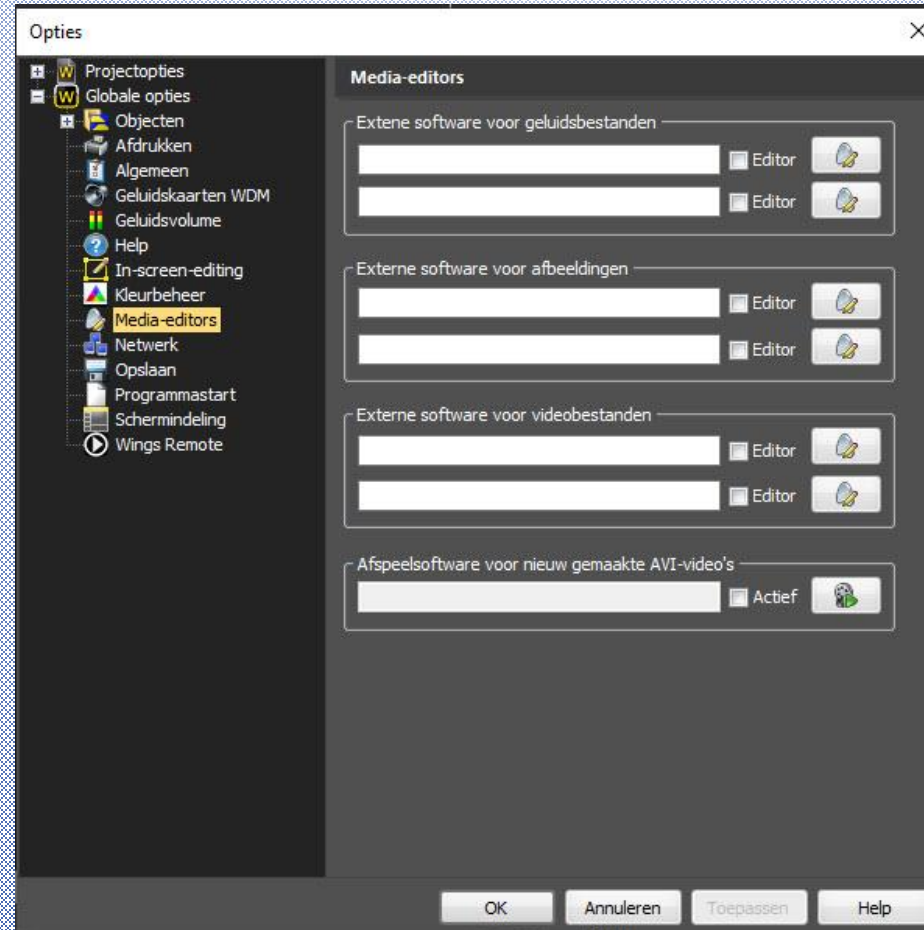 Opties
Projectopties
Globale opties
Objecten
Afdrukken
Algemeen
Geluidskaarten WDM
Geluidsvolume
Help
In-screen-editing
Kleurbeheer
Media-editors
Netwerk
Opslaan
Programmastart
Schermindeling
Wings Remote
Media-editors
Extene software voor geluidsbestanden
Editor
Editor
Externe software voor afbeeldingen
Editor
Editor
Externe software voor videobestanden
Editor
Editor
Afspeelsoftware voor nieuw gemaakte AVI-video's
Actief
OK Annuleren Toepassen Help